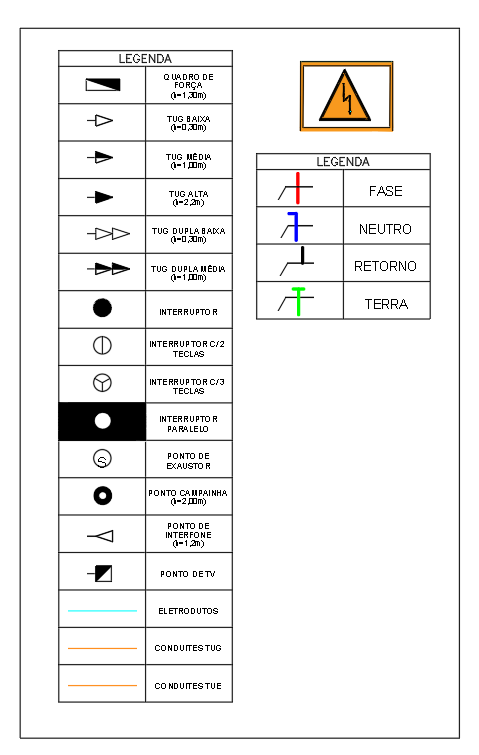 LEGENDA
QUADRO DE
FORÇA
(h=1,30m)
TUG BAIXA
(h=0,30m)
TUG MÉDIA
(h=1,00m)
TUG ALTA
(h=2,2m)
TUG DUPLA BAIXA
(h=0,30m)
TUG DUPLA MÉDIA
(h=1,00m)
INTERRUPTOR
INTERRUPTOR C/2
TECLAS
INTERRUPTOR C/3
TECLAS
INTERRUPTOR
PARALELO
S
PONTO DE
EXAUSTOR
PONTO CAMPAINHA
(h=2,00m)
PONTO DE
INTERFONE
(h=1,2m)
PONTO DE TV
ELETRODUTOS
CONDUITES TUG
CONDUITES TUE
LEGENDA
FASE
NEUTRO
RETORNO
TERRA